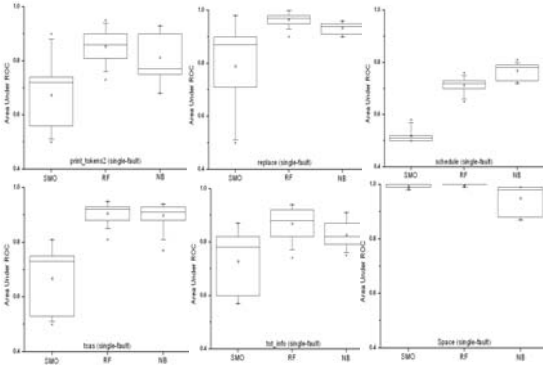 Area Under ROC
1.0
0.8
0.6
0.4
print_tokens2 (single-fault)
SMO RF NB
Area Under ROC
1.0
0.8
0.6
0.4
replace (single-fault)
SMO RF NB
Area Under ROC
1.0
0.8
0.6
0.4
schedule (single-fault)
SMO RF NB
Area Under ROC
1.0
0.8
0.6
0.4
tcas (single-fault)
SMO RF NB
Area Under ROC
1.0
0.8
0.6
0.4
tot_info (single-fault)
SMO RF NB
Area Under ROC
1.0
0.8
0.6
0.4
Space (single-fault)
SMO RF NB